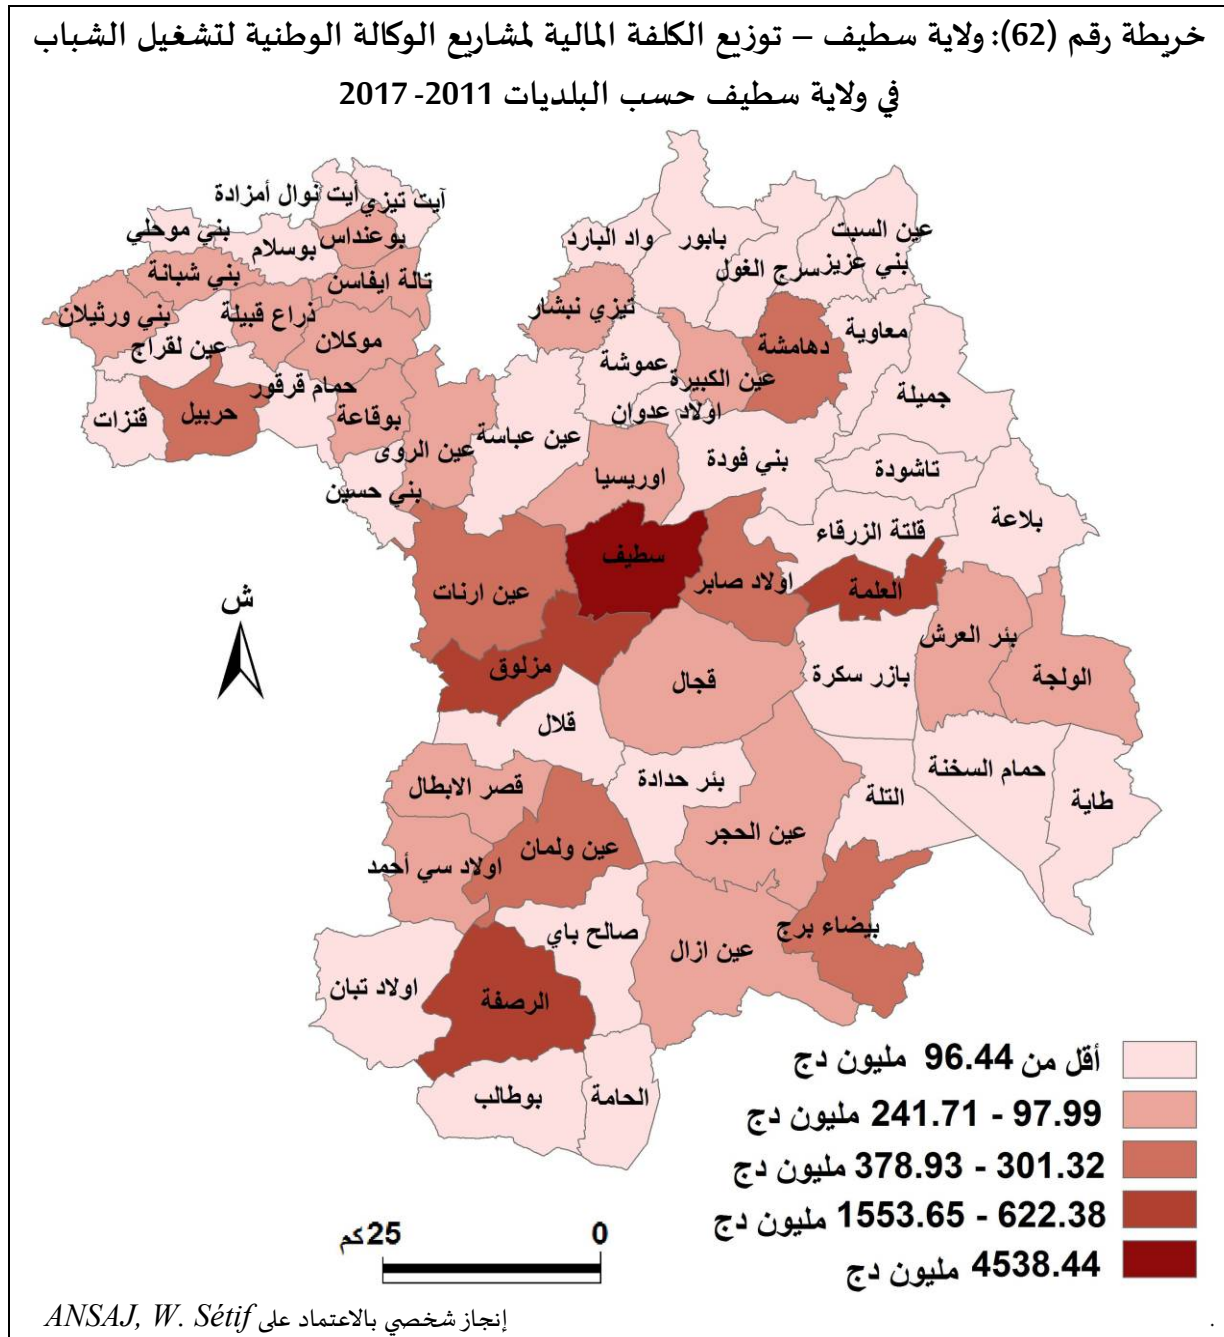 خريطة رقم (62): ولاية سطيف – توزيع الكلفة المالية لمشاريع الوكالة الوطنية لتشغيل الشباب
في ولاية سطيف حسب البلديات 2011- 2017
آيت تيزي
أيت نوال أمزادة
بوعنداس
بني موحلي
بوسلام
تالة ايفاسن
بني شبانة
بني ورثيلان
ذراع قبيلة
عين لقراج
موكلان
حمام قرقور
قنزات
حربيل
بوقاعة
عين الروى
بني حسين
عين السبت
بني عزيز
سرج الغول
بابور
واد البارد
تيزي نبشار
معاوية
دهامشة
عموشة
عين الكبيرة
جميلة
اولاد عدوان
عين عباسة
بني فودة
تاشودة
اوريسيا
بلاعة
قلتة الزرقاء
سطيف
اولاد صابر
العلمة
عين ارنات
ش
مزلوق
بئر العرش
الولجة
بازر سكرة
قجال
قلال
حمام السخنة
طاية
التلة
بئر حدادة
قصر الابطال
عين الحجر
عين ولمان
اولاد سي أحمد
بيضاء برج
صالح باي
عين ازال
اولاد تبان
الرصفة
الحامة
بوطالب
أقل من 96.44 مليون دج
97.99 - 241.71 مليون دج
301.32 - 378.93 مليون دج
622.38 - 1553.65 مليون دج
4538.44 مليون دج
0 25 كم
إنجاز شخصي بالاعتماد على ANSAJ, W. Sétif .